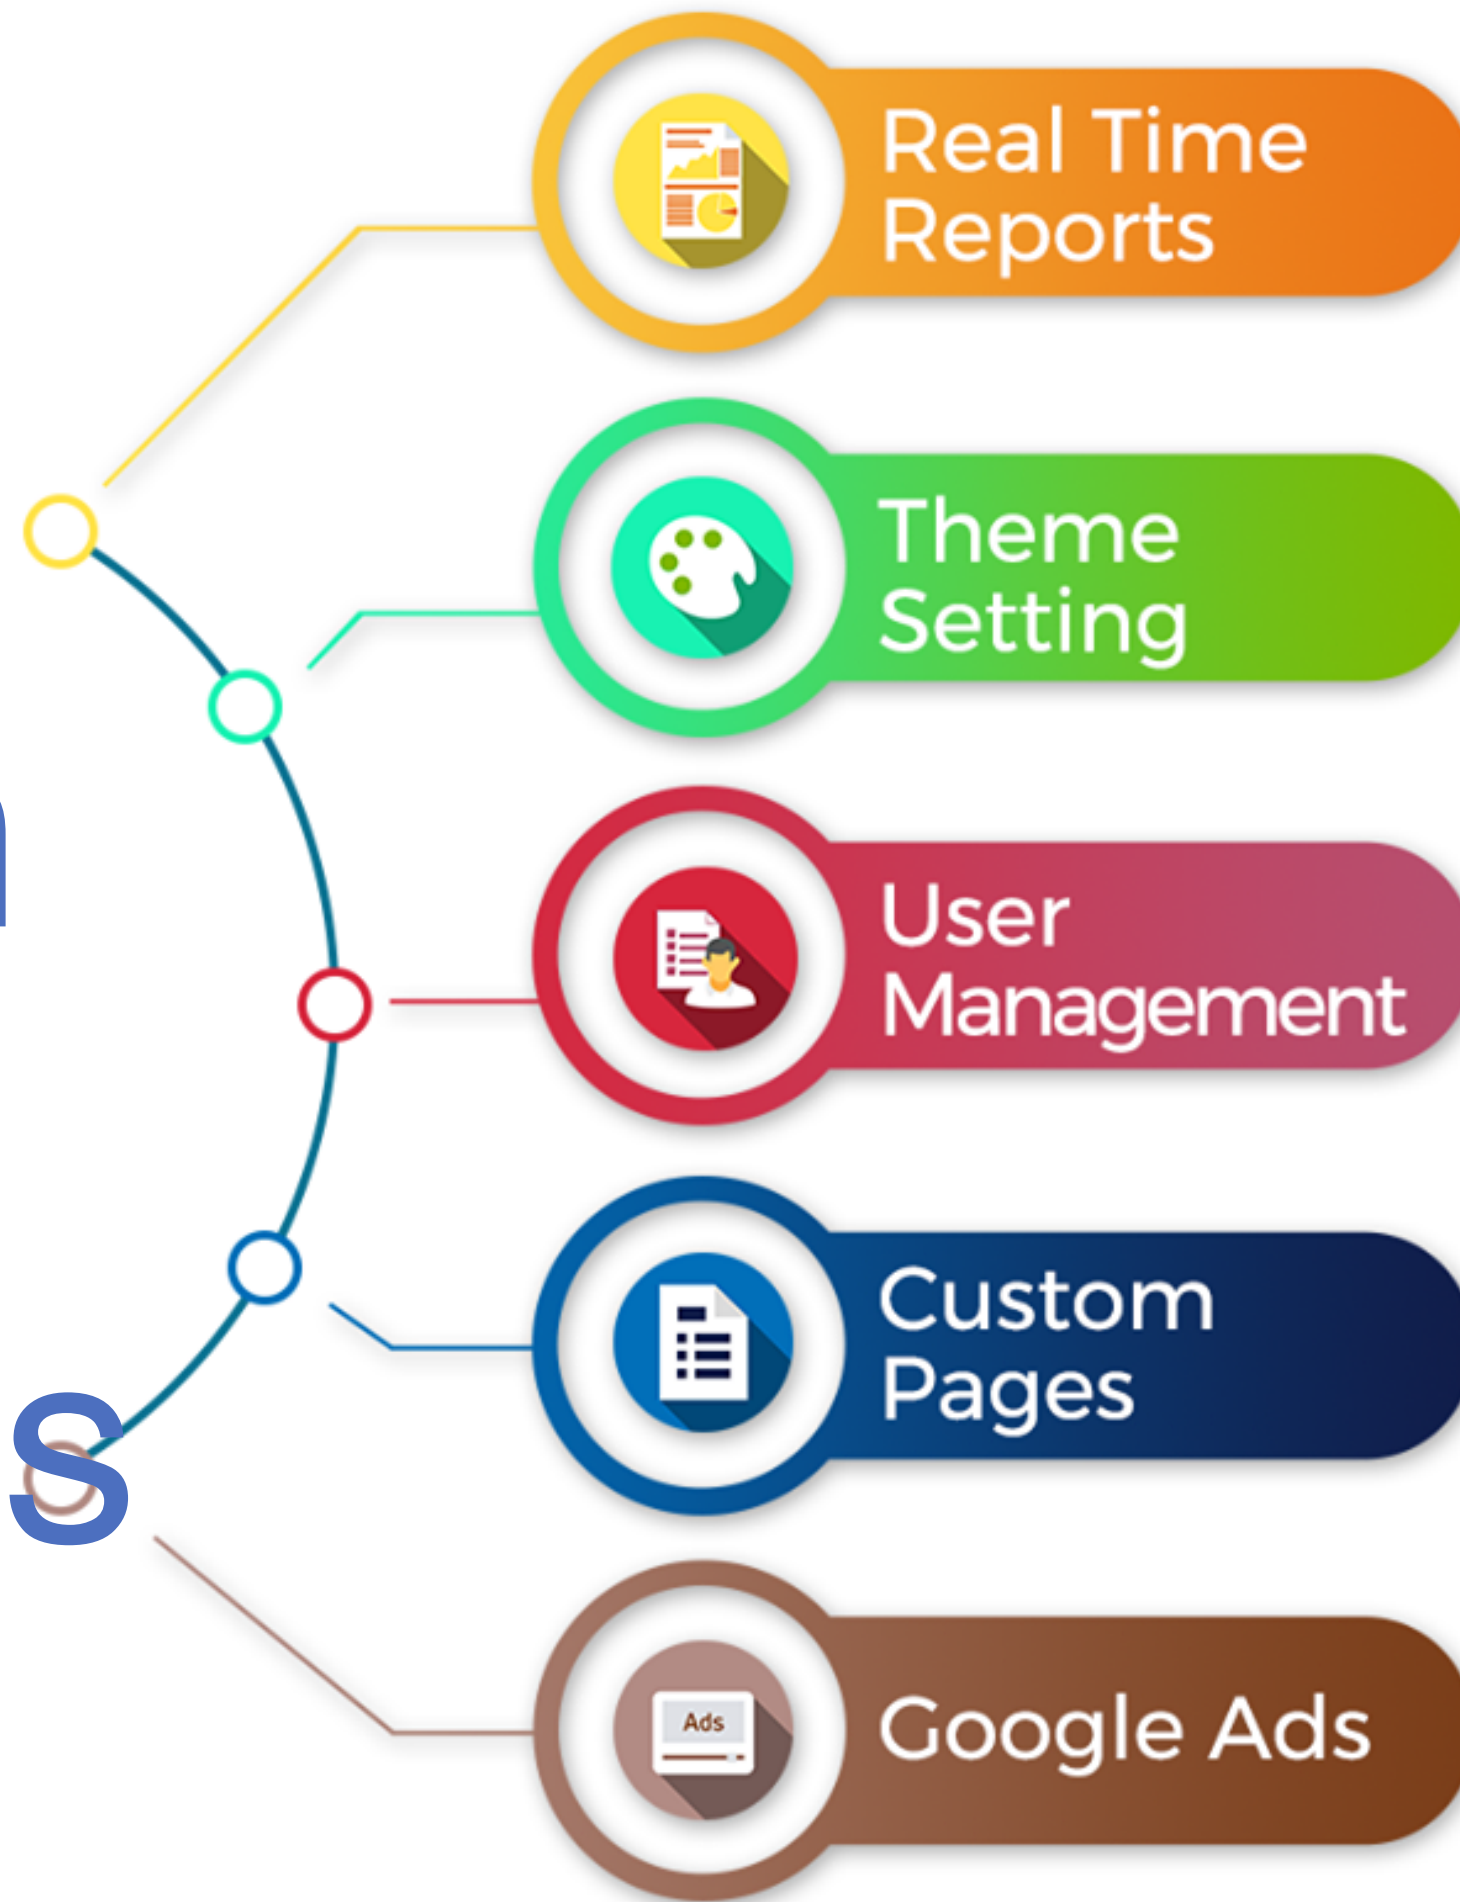 Real Time
Reports
Theme
Setting
User
Management
Custom
Pages
s
Ads
Google Ads